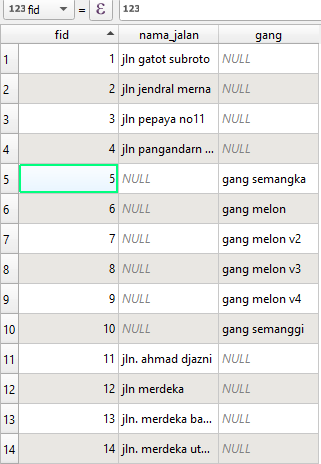 123 fid = ε 123
fid nama_jalan gang
1 1 jln gatot subroto NULL
2 2 jln jendral merna NULL
3 3 jln pepaya no11 NULL
4 4 jln pangandarn ... NULL
5 5 NULL gang semangka
6 6 NULL gang melon
7 7 NULL gang melon v2
8 8 NULL gang melon v3
9 9 NULL gang melon v4
10 10 NULL gang semanggi
11 11 jln. ahmad djazni NULL
12 12 jln merdeka NULL
13 13 jln. merdeka ba... NULL
14 14 jln. merdeka ut... NULL